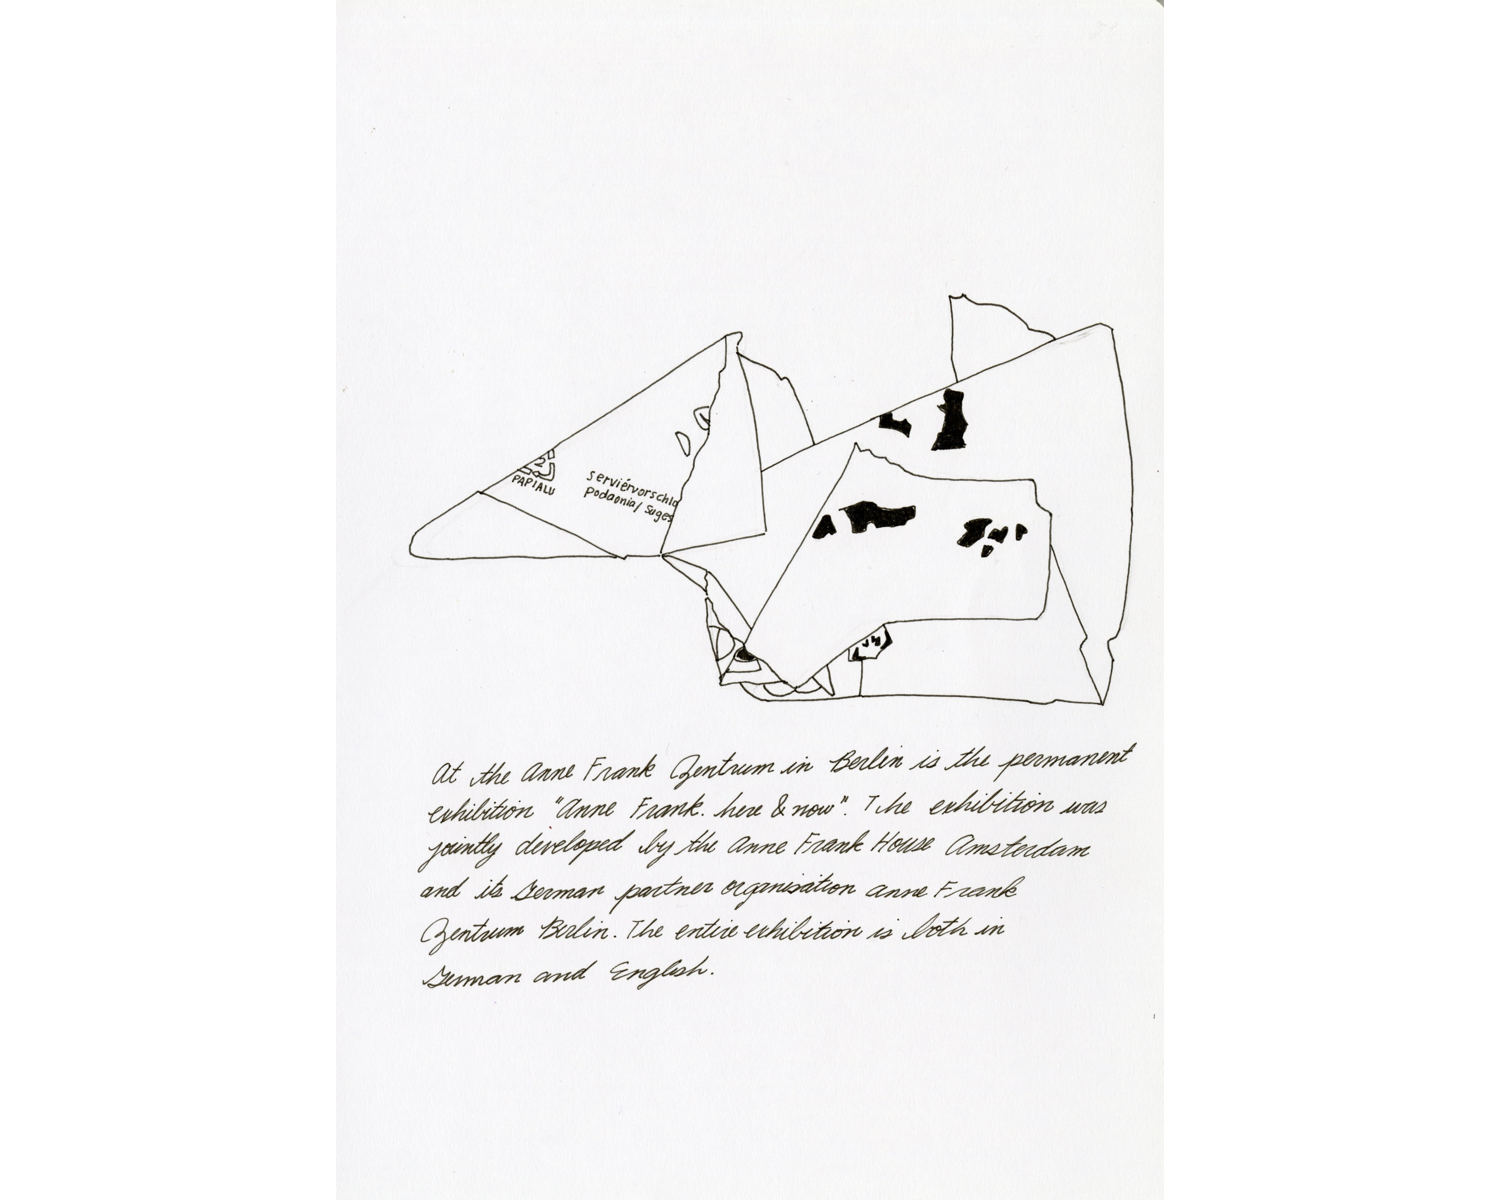 2
PAPIALU
serviérvorschla
Podaonia/ Suges
At the Anne Frank Zentrum in Berlin is the permanent
exhibition "Anne Frank. here & now". The exhibition was
jointly developed by the Anne Frank House Amsterdam
and its German partner organisation Anne Frank
Zentrum Berlin. The entire exhibition is both in
German and English.